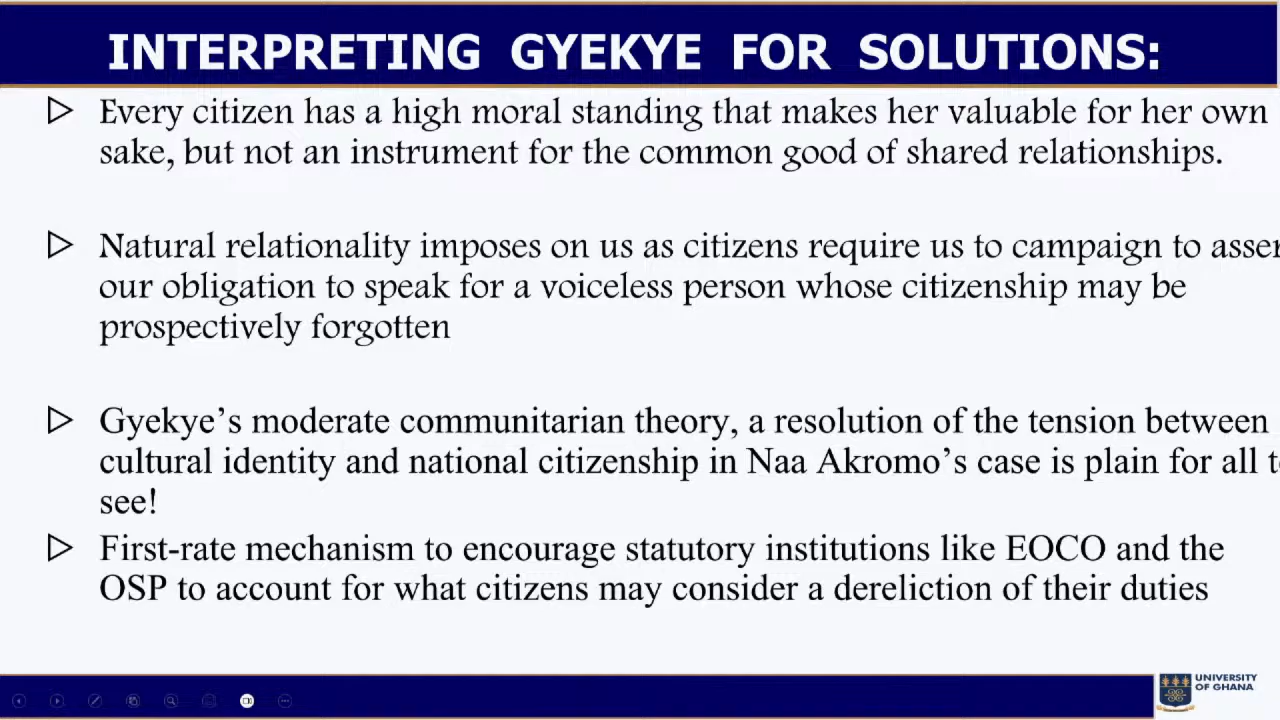 INTERPRETING GYEKYE FOR SOLUTIONS:
Every citizen has a high moral standing that makes her valuable for her own
sake, but not an instrument for the common good of shared relationships.
Natural relationality imposes on us as citizens require us to campaign to asser
our obligation to speak for a voiceless person whose citizenship may be
prospectively forgotten
Gyekye’s moderate communitarian theory, a resolution of the tension between
cultural identity and national citizenship in Naa Akromo’s case is plain for all t
see!
First-rate mechanism to encourage statutory institutions like EOCO and the
OSP to account for what citizens may consider a dereliction of their duties
UNIVERSITY
OF GHANA